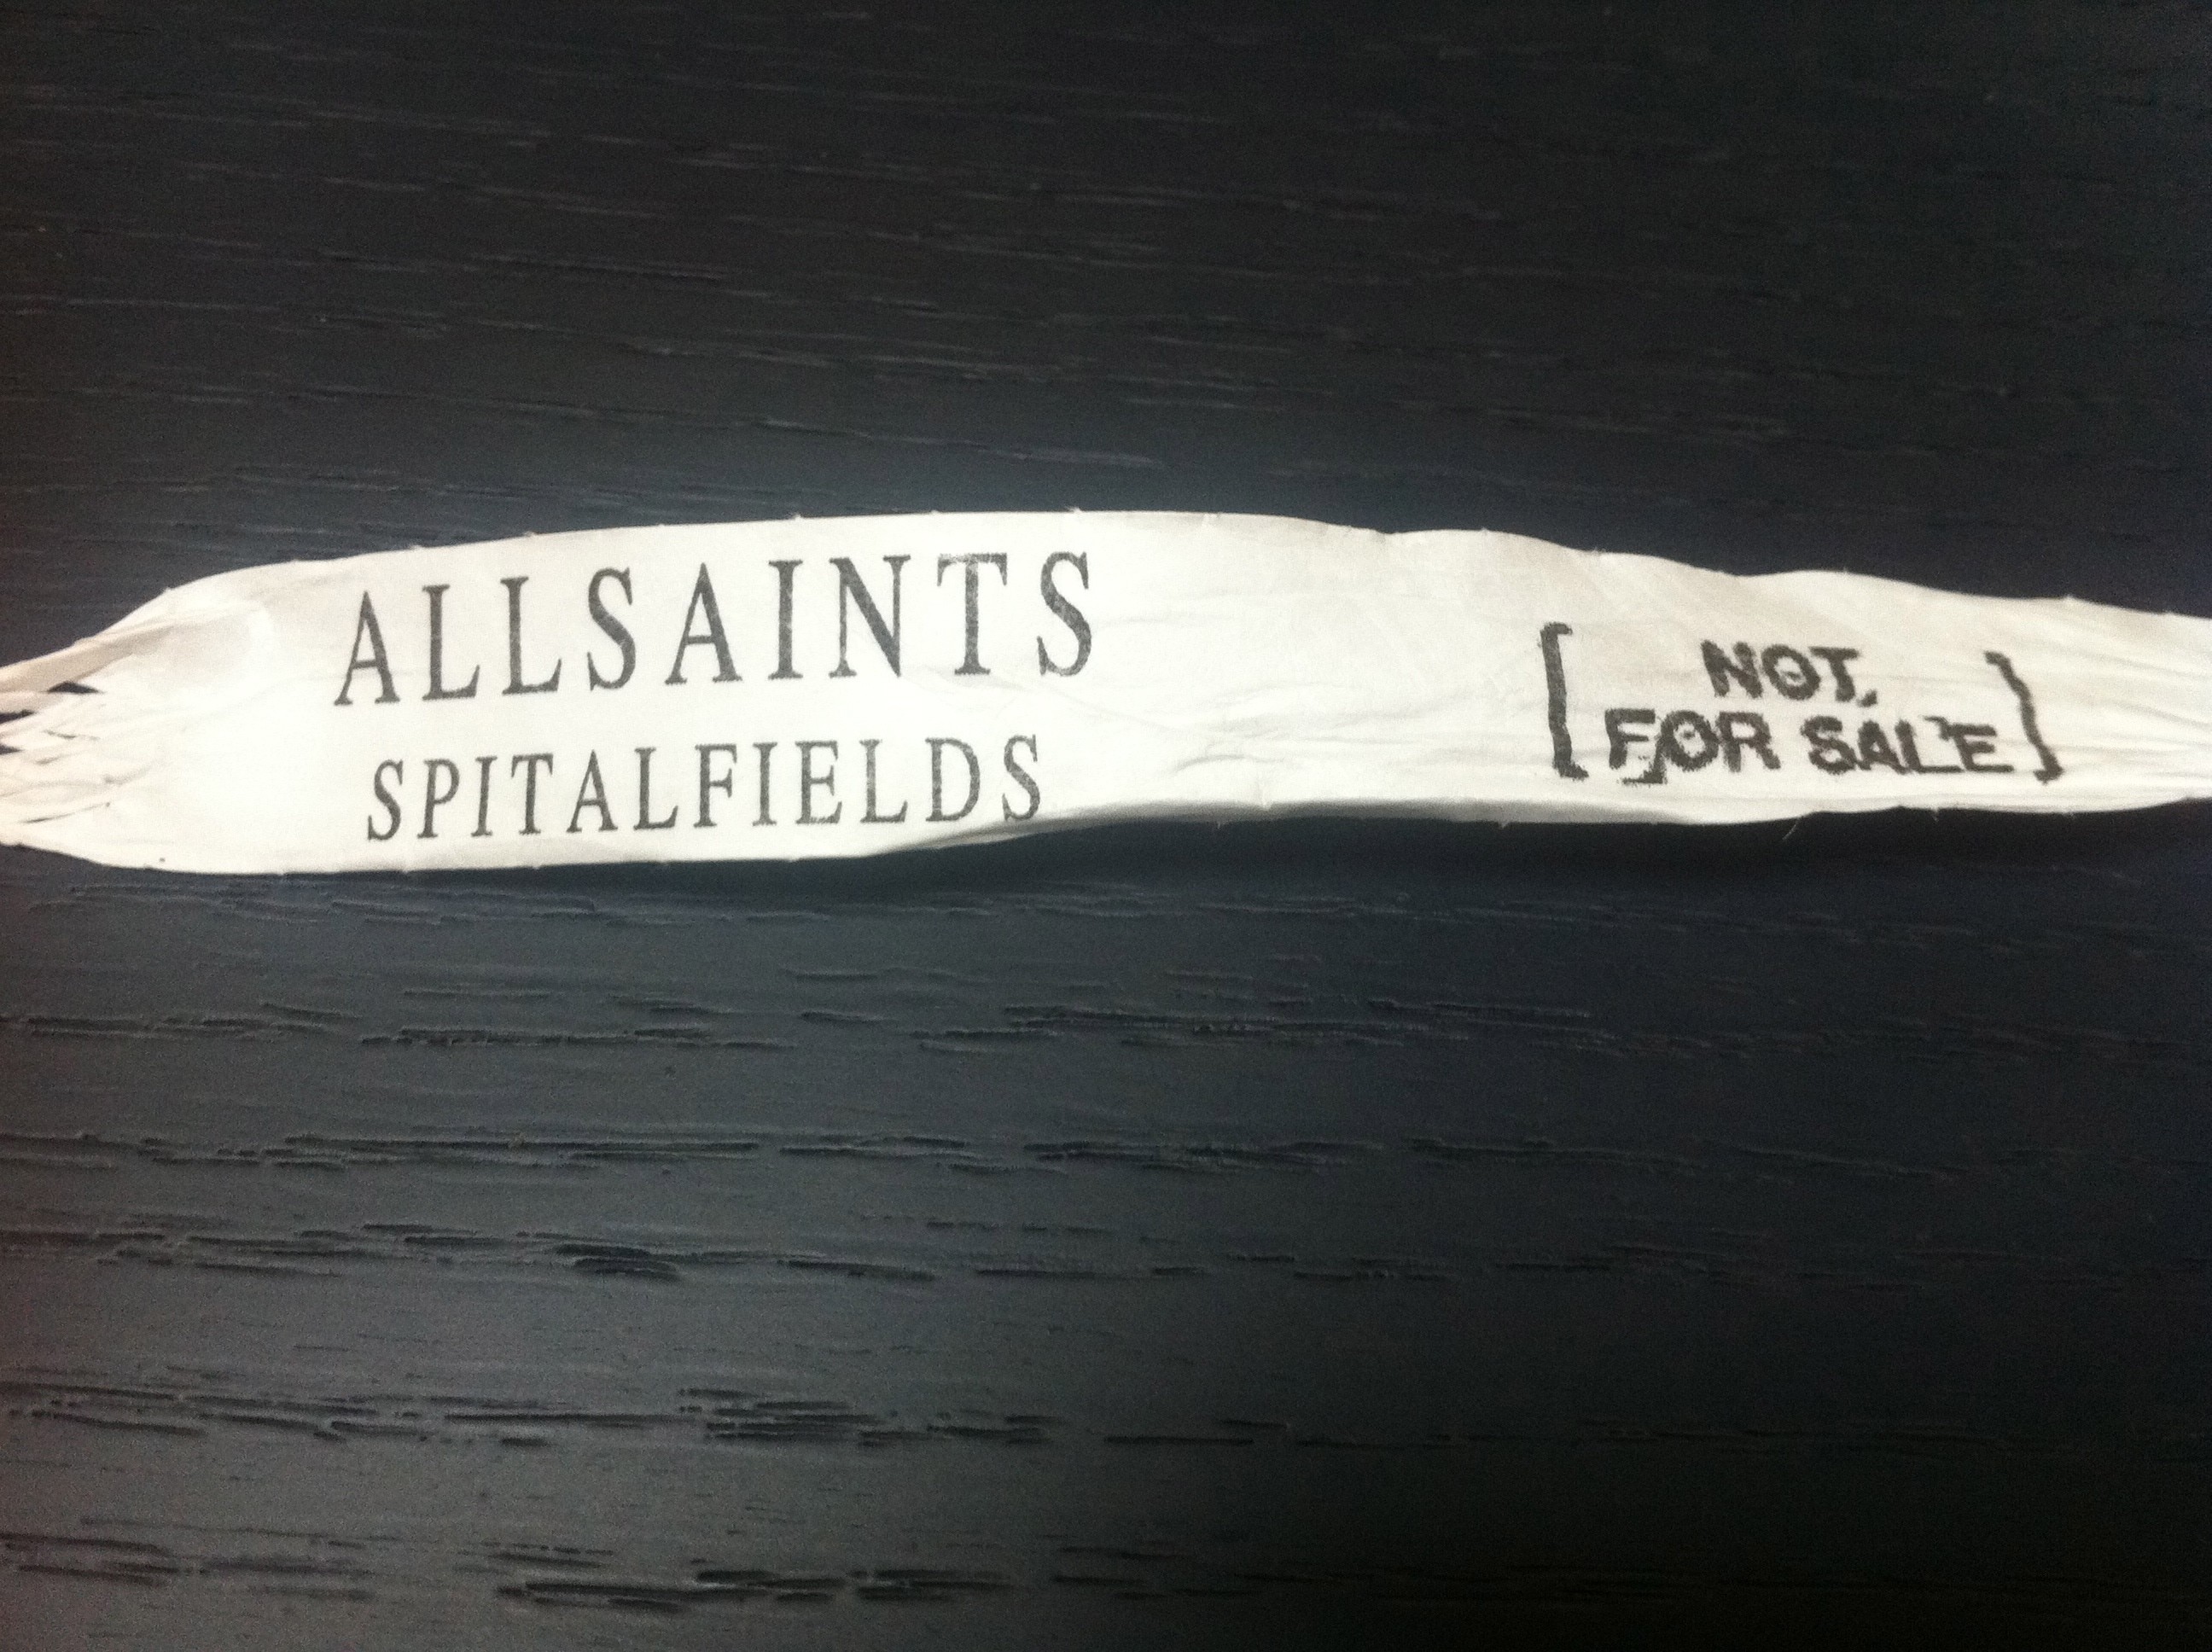 ALLSAINTS
SPITALFIELDS
[ NOT
FOR SALE ]